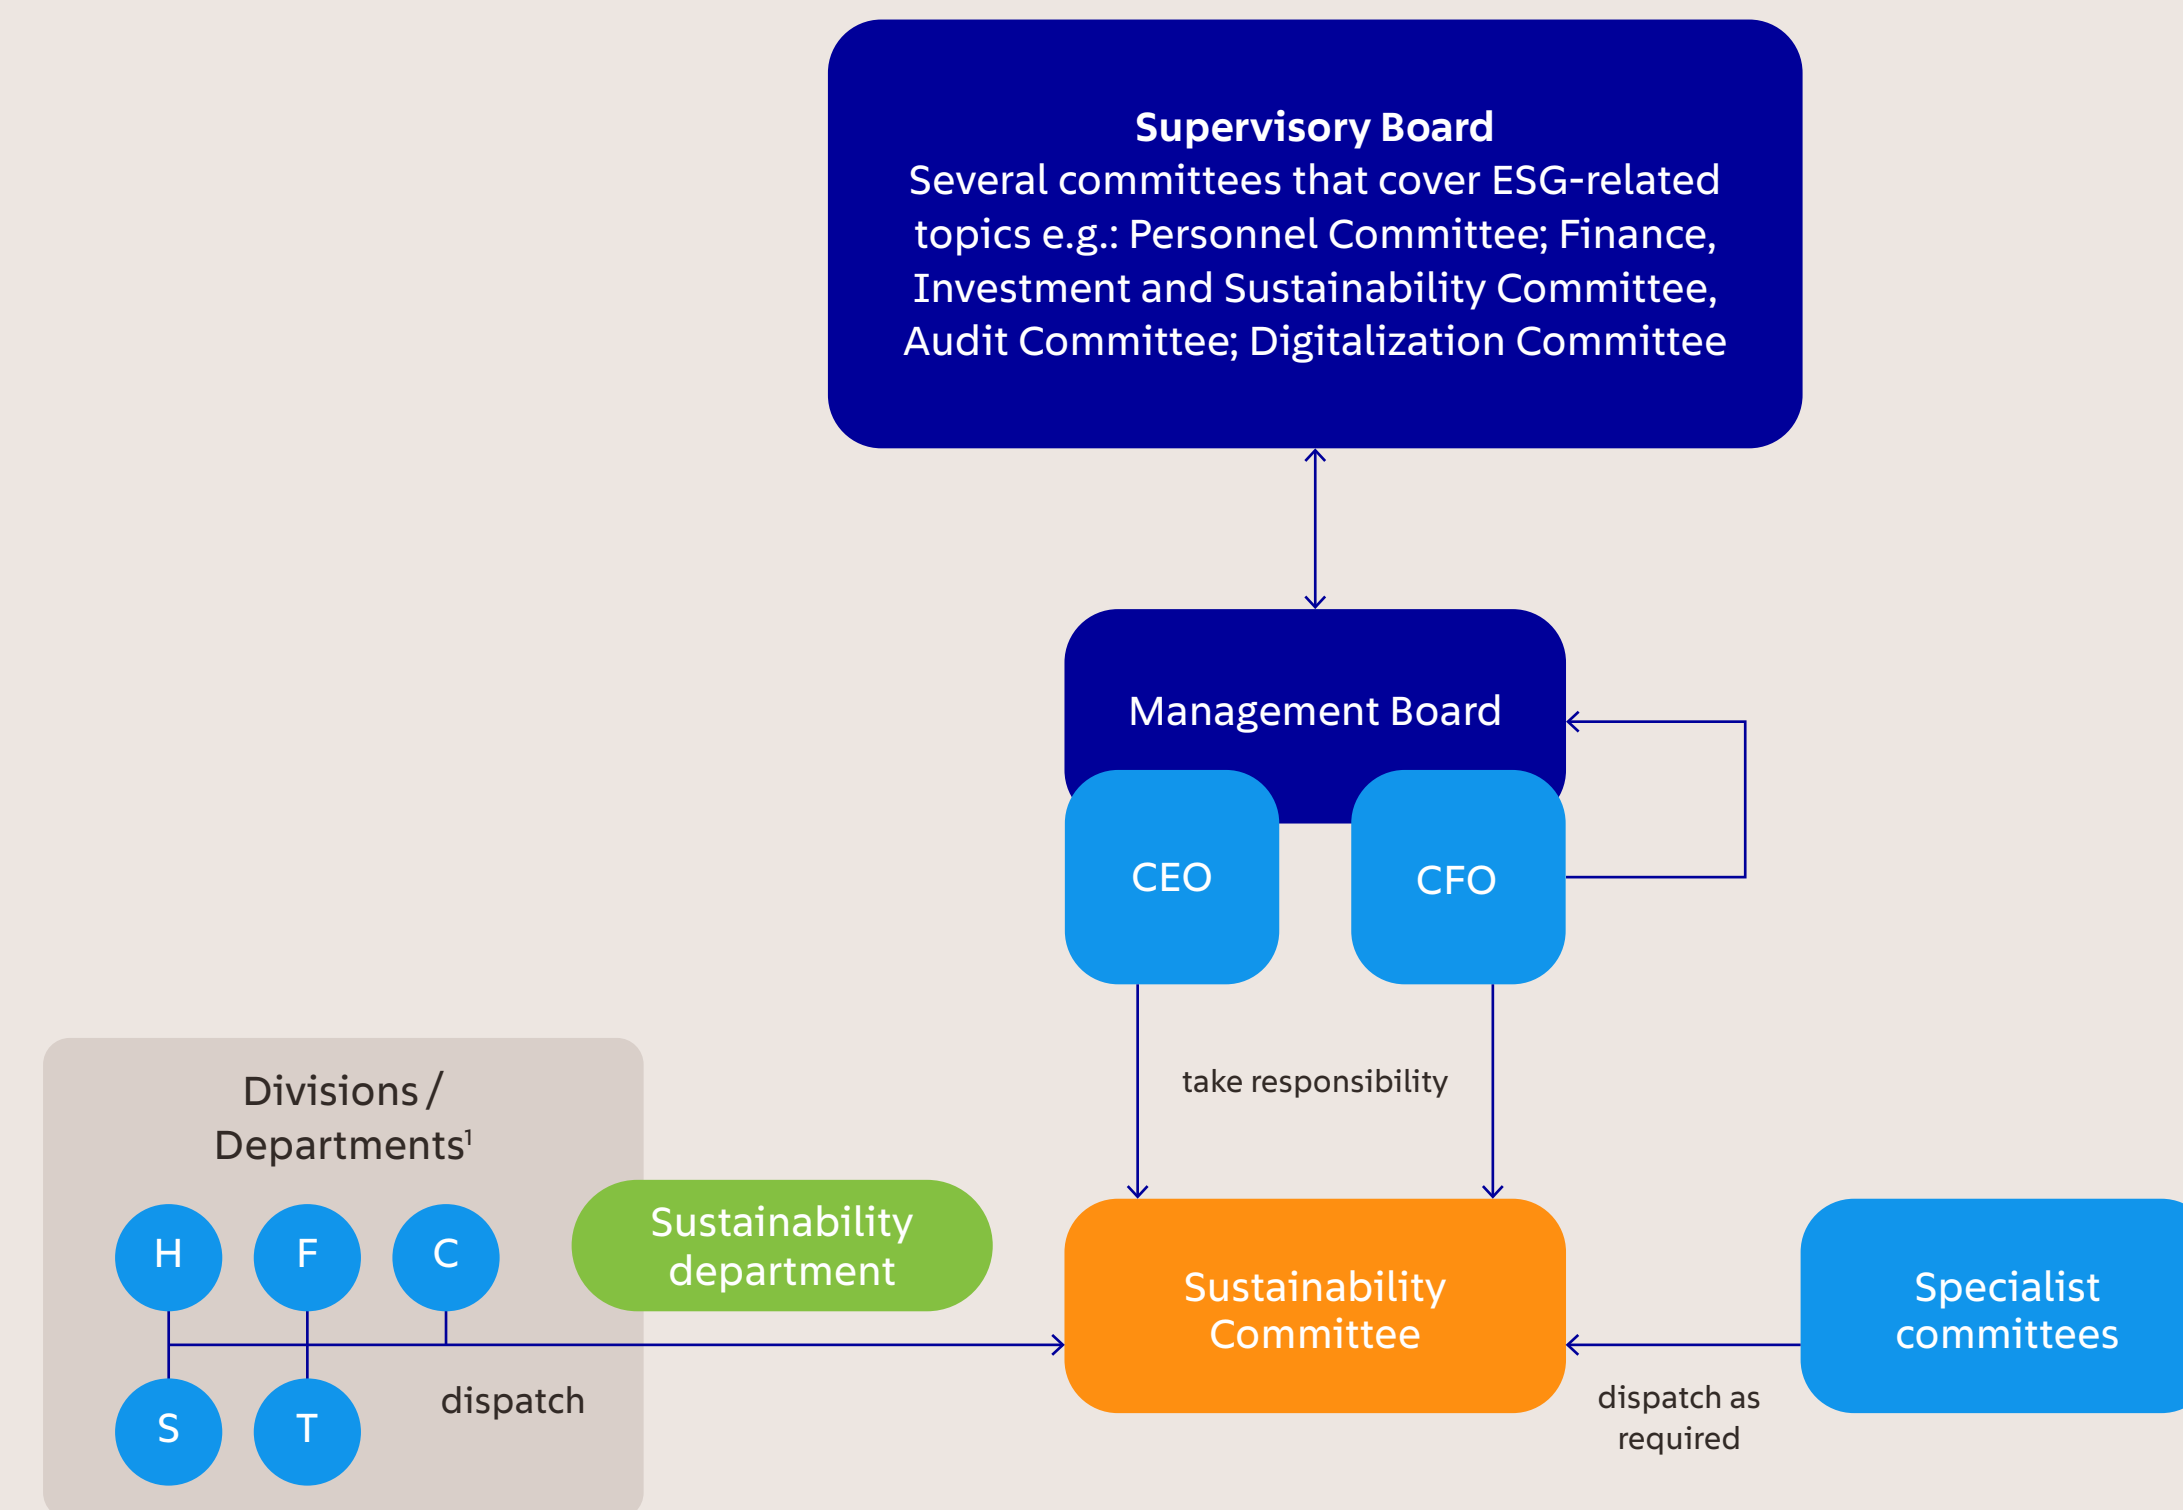 Supervisory Board
Several committees that cover ESG-related
topics e.g.: Personnel Committee; Finance,
Investment and Sustainability Committee,
Audit Committee; Digitalization Committee
Management Board
CEO
CFO
take responsibility
Divisions /
Departments¹
H
F
C
S
T
dispatch
Sustainability
department
Sustainability
Committee
Specialist
committees
dispatch as
required